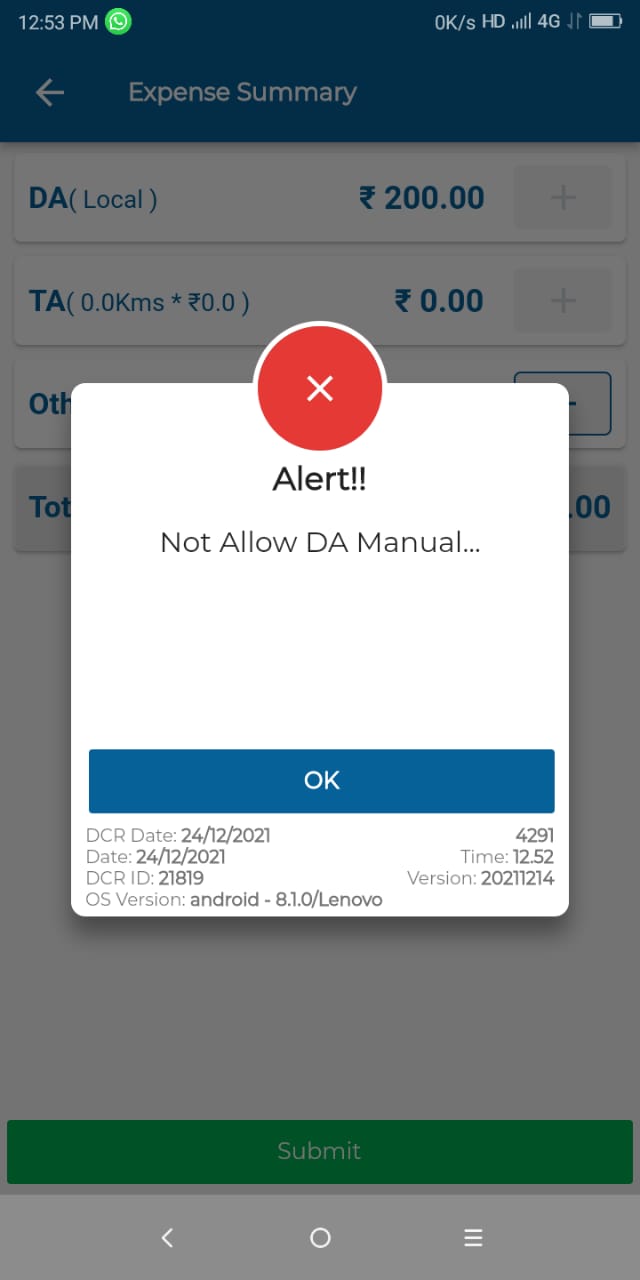 12:53 PM 0K/s HD 4G
Expense Summary
DA( Local ) ₹ 200.00 +
TA( 0.0Kms * ₹0.0 ) ₹ 0.00 +
Oth
Tot .00
Alert!!
Not Allow DA Manual...
OK
DCR Date: 24/12/2021 4291
Date: 24/12/2021 Time: 12.52
DCR ID: 21819 Version: 20211214
OS Version: android - 8.1.0/Lenovo
Submit